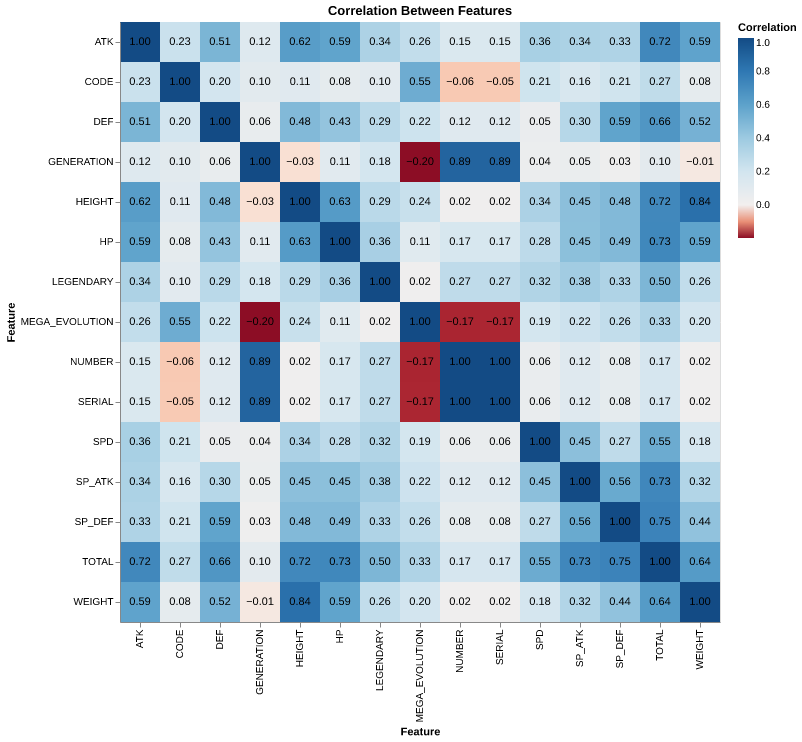 Correlation Between Features
Correlation
1.0
0.8
0.6
0.4
0.2
0.0
Feature
ATK 1.00 0.23 0.51 0.12 0.62 0.59 0.34 0.26 0.15 0.15 0.36 0.34 0.33 0.72 0.59
CODE 0.23 1.00 0.20 0.10 0.11 0.08 0.10 0.55 −0.06 −0.05 0.21 0.16 0.21 0.27 0.08
DEF 0.51 0.20 1.00 0.06 0.48 0.43 0.29 0.22 0.12 0.12 0.05 0.30 0.59 0.66 0.52
GENERATION 0.12 0.10 0.06 1.00 −0.03 0.11 0.18 −0.20 0.89 0.89 0.04 0.05 0.03 0.10 −0.01
HEIGHT 0.62 0.11 0.48 −0.03 1.00 0.63 0.29 0.24 0.02 0.02 0.34 0.45 0.48 0.72 0.84
HP 0.59 0.08 0.43 0.11 0.63 1.00 0.36 0.11 0.17 0.17 0.28 0.45 0.49 0.73 0.59
LEGENDARY 0.34 0.10 0.29 0.18 0.29 0.36 1.00 0.02 0.27 0.27 0.32 0.38 0.33 0.50 0.26
MEGA_EVOLUTION 0.26 0.55 0.22 −0.20 0.24 0.11 0.02 1.00 −0.17 −0.17 0.19 0.22 0.26 0.33 0.20
NUMBER 0.15 −0.06 0.12 0.89 0.02 0.17 0.27 −0.17 1.00 1.00 0.06 0.12 0.08 0.17 0.02
SERIAL 0.15 −0.05 0.12 0.89 0.02 0.17 0.27 −0.17 1.00 1.00 0.06 0.12 0.08 0.17 0.02
SPD 0.36 0.21 0.05 0.04 0.34 0.28 0.32 0.19 0.06 0.06 1.00 0.45 0.27 0.55 0.18
SP_ATK 0.34 0.16 0.30 0.05 0.45 0.45 0.38 0.22 0.12 0.12 0.45 1.00 0.56 0.73 0.32
SP_DEF 0.33 0.21 0.59 0.03 0.48 0.49 0.33 0.26 0.08 0.08 0.27 0.56 1.00 0.75 0.44
TOTAL 0.72 0.27 0.66 0.10 0.72 0.73 0.50 0.33 0.17 0.17 0.55 0.73 0.75 1.00 0.64
WEIGHT 0.59 0.08 0.52 −0.01 0.84 0.59 0.26 0.20 0.02 0.02 0.18 0.32 0.44 0.64 1.00
ATK CODE DEF GENERATION HEIGHT HP LEGENDARY MEGA_EVOLUTION NUMBER SERIAL SPD SP_ATK SP_DEF TOTAL WEIGHT
Feature